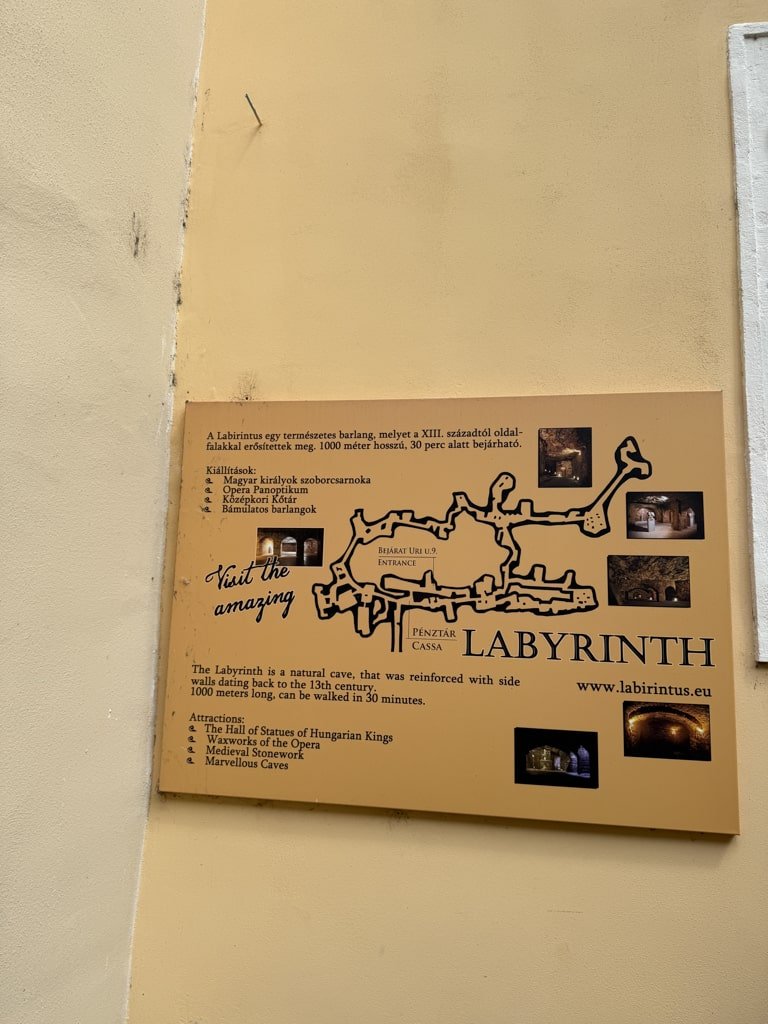 A Labirintus egy természetes barlang, melyet a XIII. századtól oldal-
falakkal erősítettek meg. 1000 méter hosszú, 30 perc alatt bejárható.
Kiállítások:
Magyar királyok szoborcsarnoka
Opera Panoptikum
Középkori Kőtár
Bámulatos barlangok
BEJÁRAT URI U.9.
ENTRANCE
Visit the
amazing
PÉNZTÁR
CASSA
LABYRINTH
www.labirintus.eu
The Labyrinth is a natural cave, that was reinforced with side
walls dating back to the 13th century.
1000 meters long, can be walked in 30 minutes.
Attractions:
The Hall of Statues of Hungarian Kings
Waxworks of the Opera
Medieval Stonework
Marvellous Caves